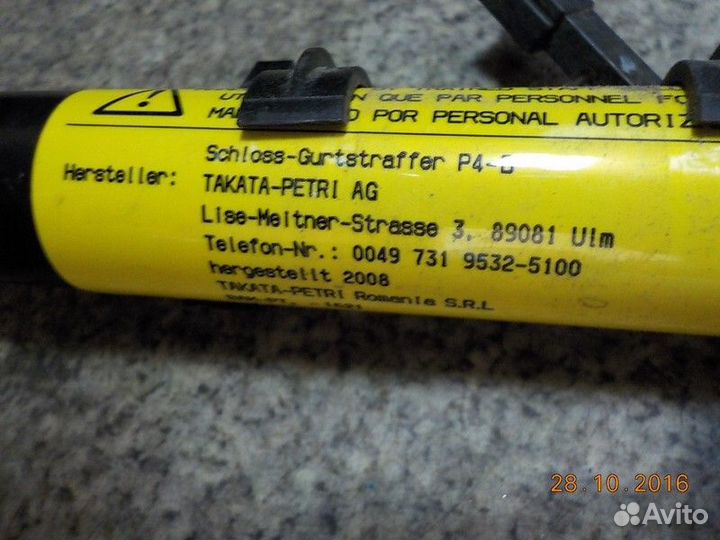 QUE PAR PERSONNEL
POR PERSONAL AUTORIZ
Schloss-Gurtstraffer
Hersteller: TAKATA-PETRI AG
Lise-Meitner-Strasse 3, 89081 Ulm
Telefon-Nr.: 0049 731 9532-5100
hergestellt 2008
TAKATA-PETRI Romania S.R.L
28.10.2016
Avito